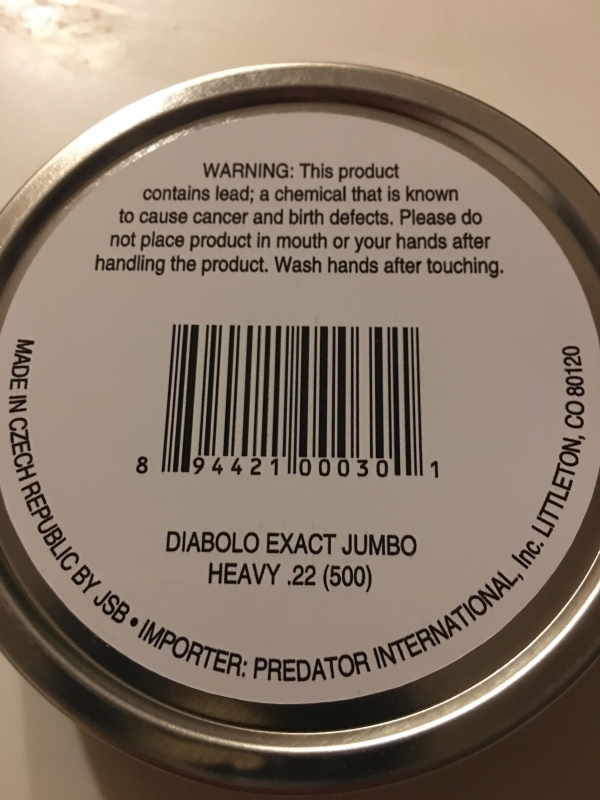 WARNING: This product
contains lead; a chemical that is known
to cause cancer and birth defects. Please do
not place product in mouth or your hands after
handling the product. Wash hands after touching.
8 94421 00030 1
DIABOLO EXACT JUMBO
HEAVY .22 (500)
MADE IN CZECH REPUBLIC BY JSB • IMPORTER: PREDATOR INTERNATIONAL, Inc. LITTLETON, CO 80120